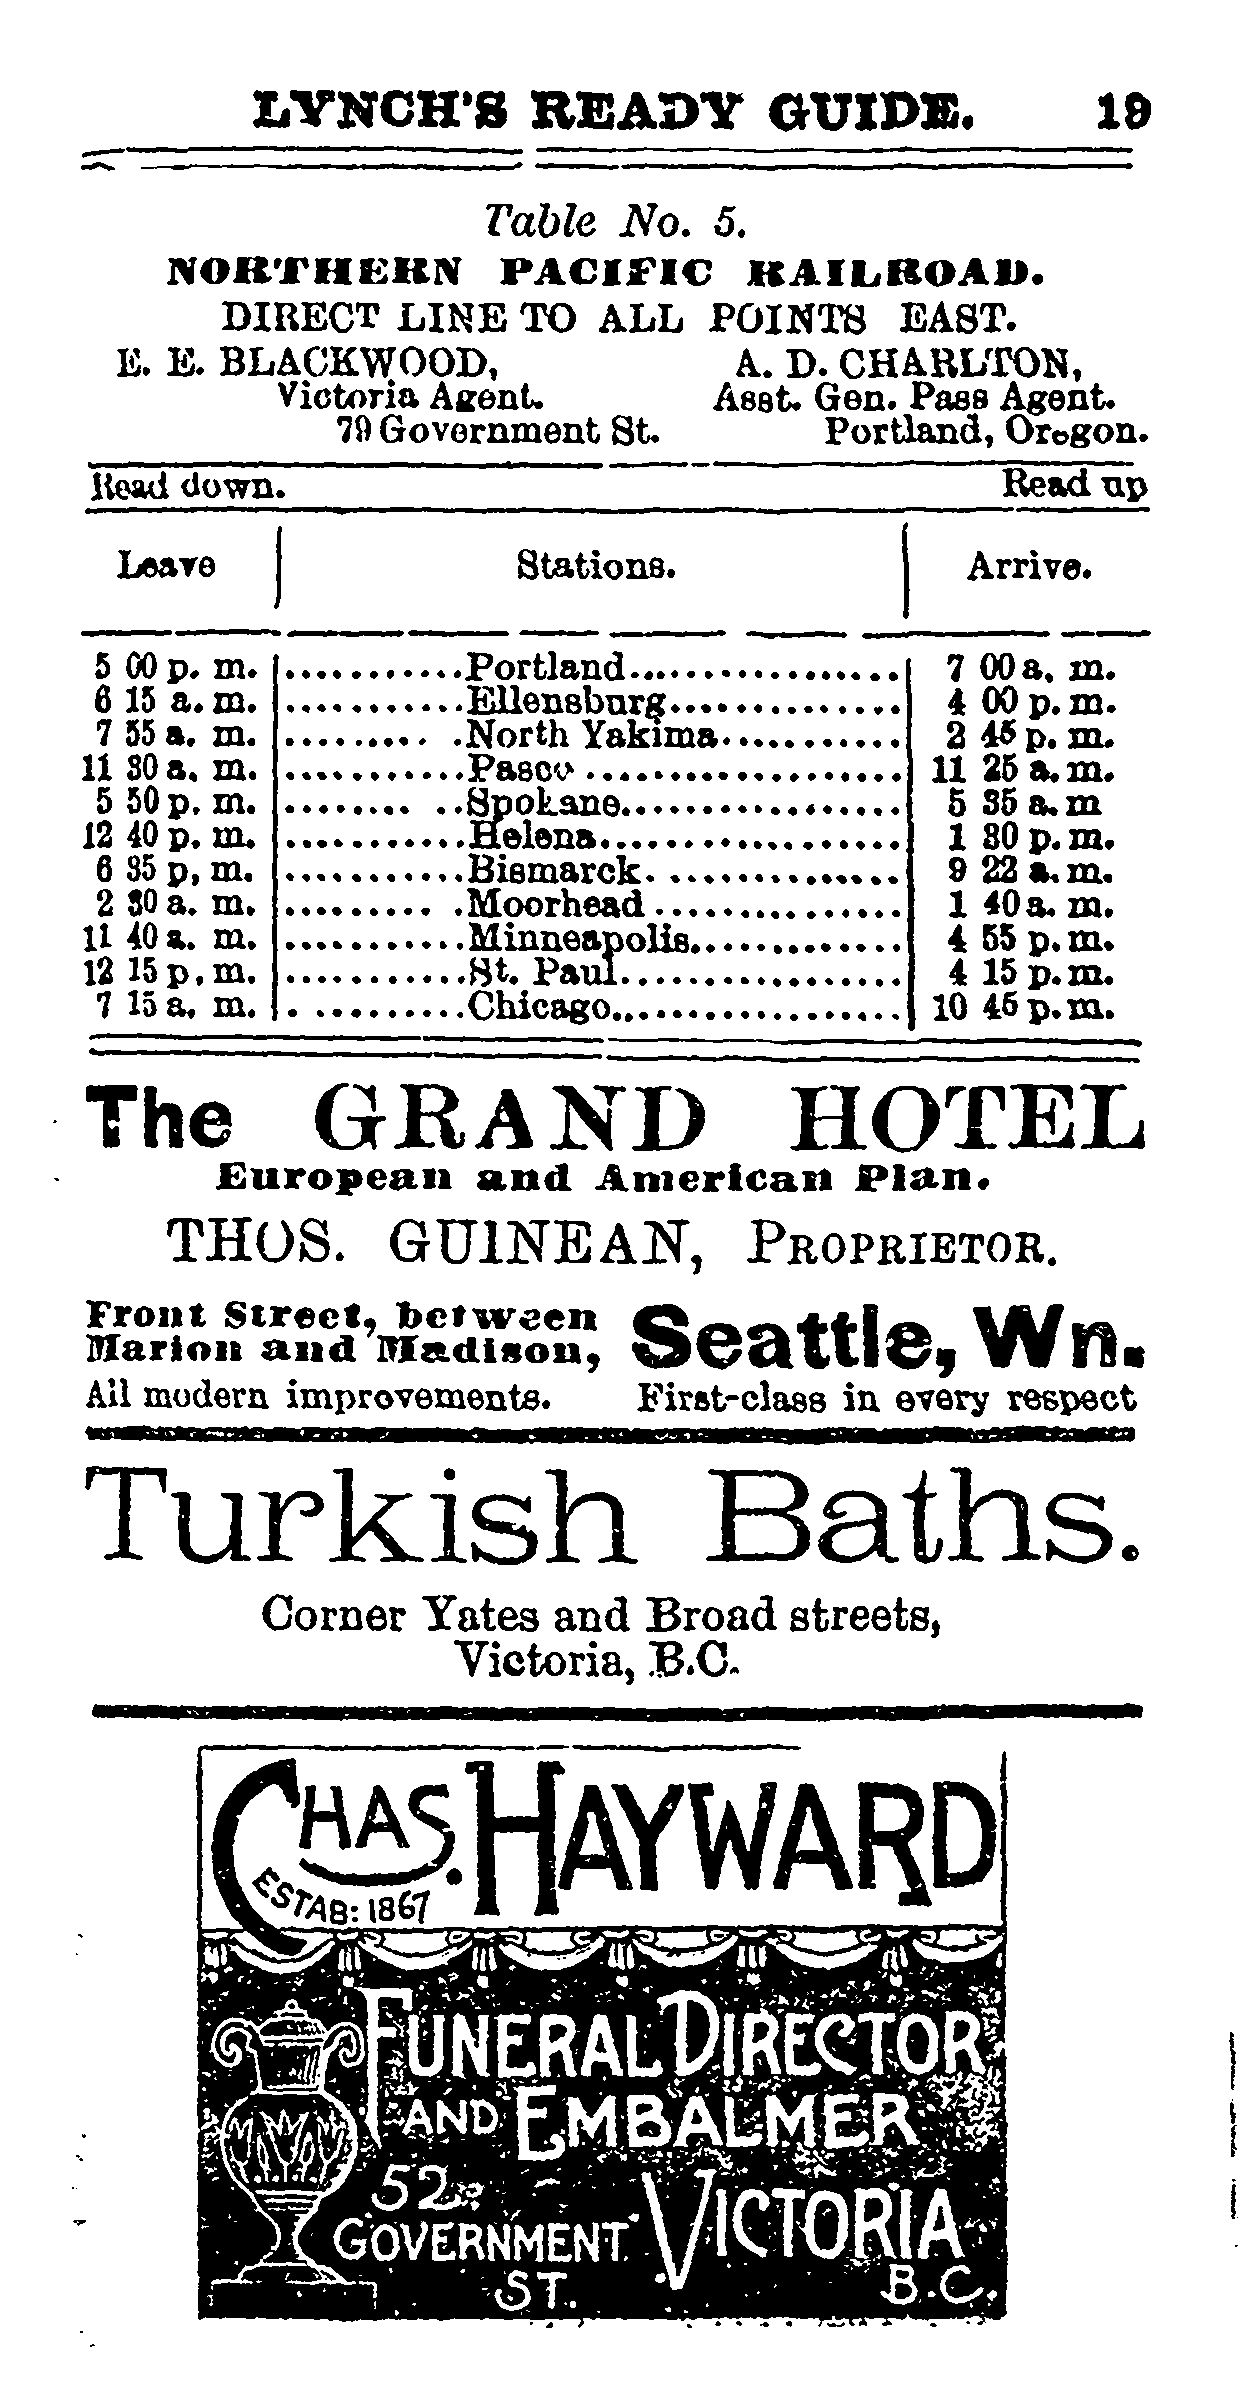 LYNCH'S READY GUIDE. 19
Table No. 5.
NORTHERN PACIFIC RAILROAD.
DIRECT LINE TO ALL POINTS EAST.
E. E. BLACKWOOD, A. D. CHARLTON,
Victoria Agent. Asst. Gen. Pass Agent.
79 Government St. Portland, Oregon.
Read down. Read up
Leave Stations. Arrive.
5 00 p. m. ...........Portland................ 7 00 a. m.
6 15 a. m. ...........Ellensburg.............. 4 00 p. m.
7 55 a. m. ......... .North Yakima........... 2 45 p. m.
11 30 a. m. ...........Pasco ................... 11 25 a. m.
5 50 p. m. ........ ..Spokane................. 5 35 a. m
12 40 p. m. ...........Helena.................. 1 30 p. m.
6 35 p, m. ...........Bismarck. .............. 9 22 a. m.
2 30 a. m. ......... .Moorhead ............... 1 40 a. m.
11 40 a. m. ...........Minneapolis............. 4 55 p. m.
12 15 p. m. ...........St. Paul................. 4 15 p. m.
7 15 a. m. . .........Chicago.................. 10 45 p. m.
The GRAND HOTEL
European and American Plan.
THOS. GUINEAN, PROPRIETOR.
Front Street, between
Marion and Madison, Seattle, Wn.
All modern improvements. First-class in every respect
Turkish Baths.
Corner Yates and Broad streets,
Victoria, B.C.
CHAS. HAYWARD
ESTAB: 1867
FUNERAL DIRECTOR
AND EMBALMER
52
GOVERNMENT VICTORIA
ST. B.C.